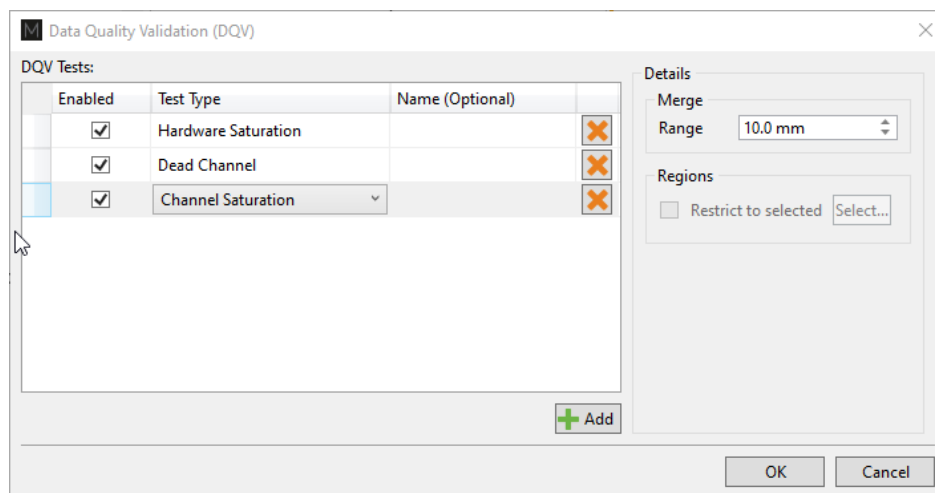 M Data Quality Validation (DQV)
DQV Tests:
Enabled Test Type Name (Optional)
Hardware Saturation
Dead Channel
Channel Saturation
Add
Details
Merge
Range 10.0 mm
Regions
Restrict to selected Select...
OK Cancel